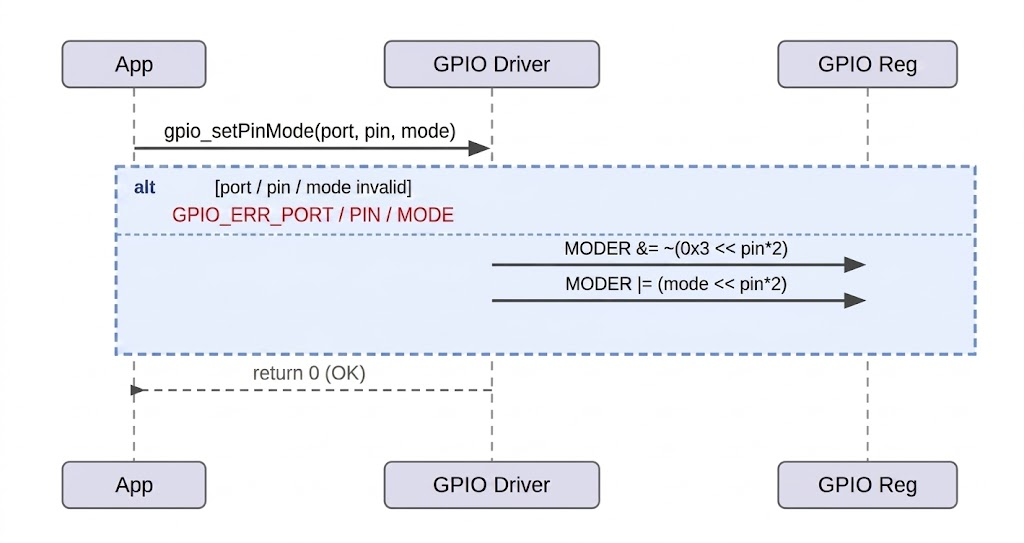 App
GPIO Driver
GPIO Reg
gpio_setPinMode(port, pin, mode)
alt
[port / pin / mode invalid]
GPIO_ERR_PORT / PIN / MODE
MODER &= ~(0x3 << pin*2)
MODER |= (mode << pin*2)
return 0 (OK)
App
GPIO Driver
GPIO Reg